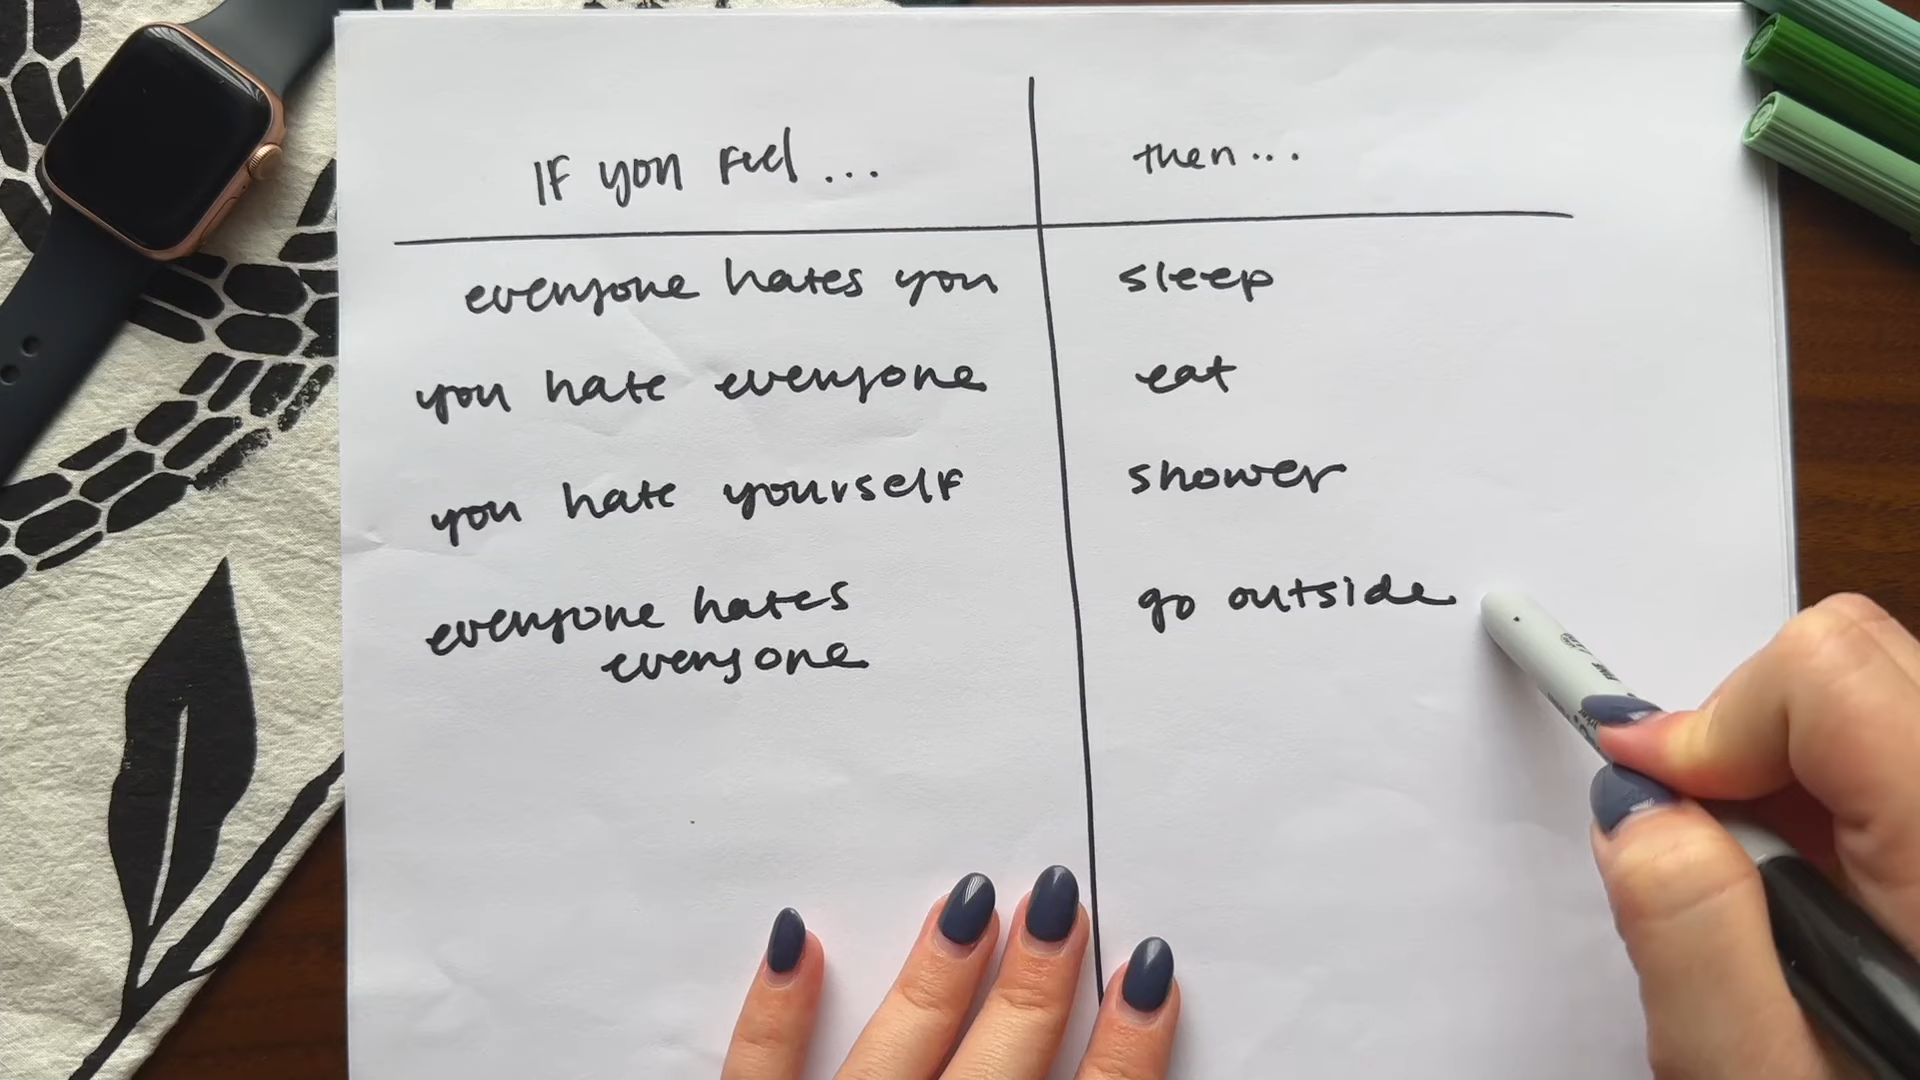 IF you Feel... then...
everyone hates you sleep
you hate everyone eat
you hate yourself shower
everyone hates go outside
everyone